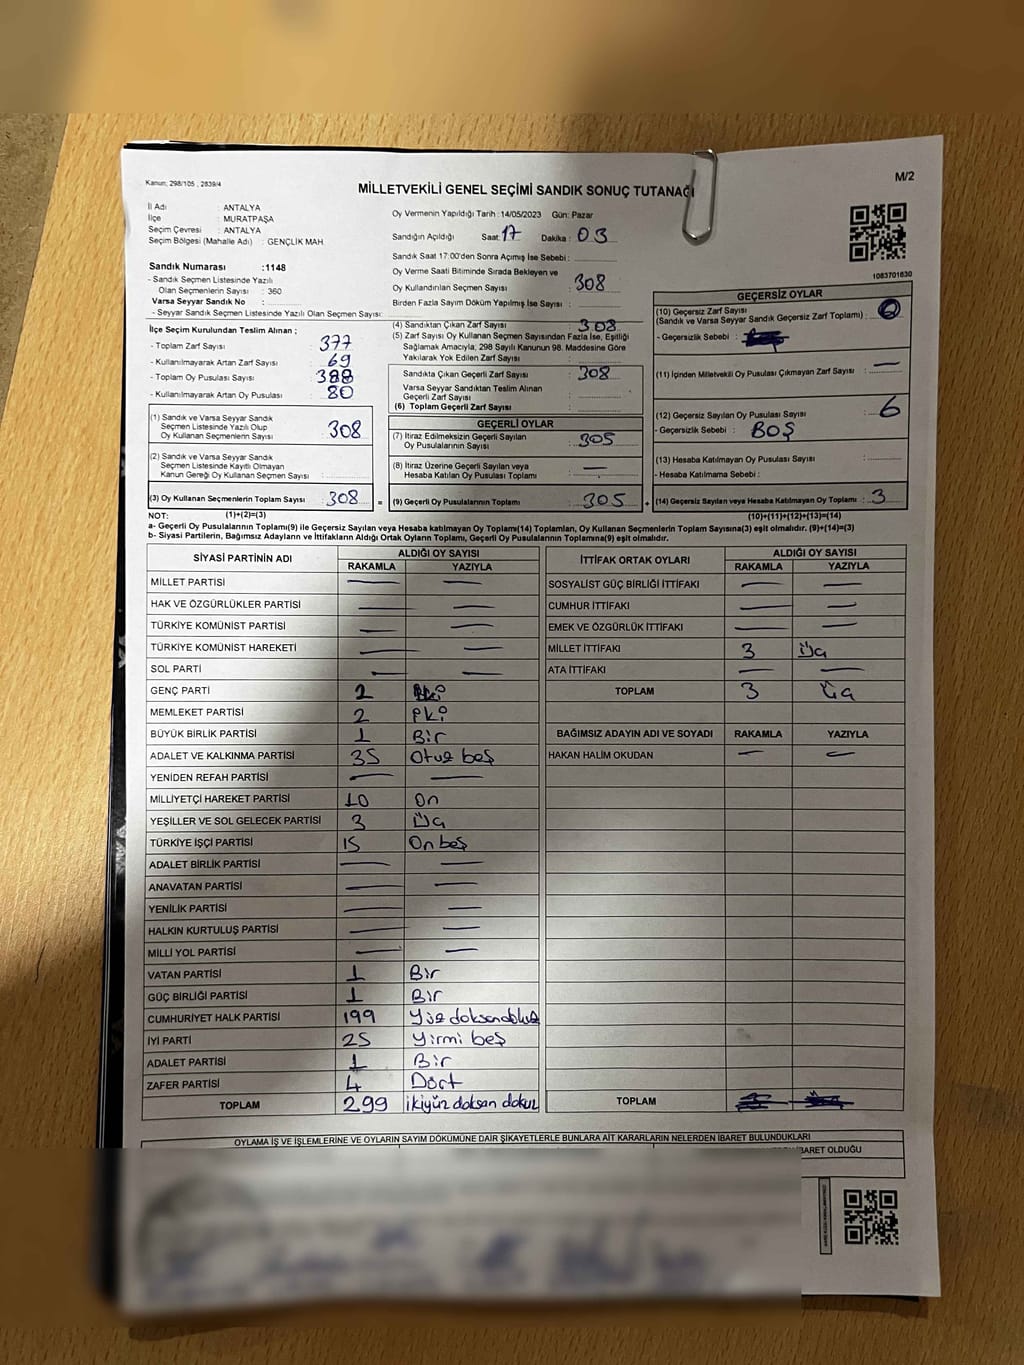 Kanun; 298/105 , 2839/4
MİLLETVEKİLİ GENEL SEÇİMİ SANDIK SONUÇ TUTANAĞI
M/2
İl Adı : ANTALYA
İlçe : MURATPAŞA
Seçim Çevresi : ANTALYA
Seçim Bölgesi (Mahalle Adı) : GENÇLİK MAH
Oy Vermenin Yapıldığı Tarih :14/05/2023 Gün: Pazar
Sandığın Açıldığı Saat: 17 Dakika : 03
Sandık Saat 17:00'den Sonra Açımış İse Sebebi :
Oy Verme Saati Bitiminde Sırada Bekleyen ve
Oy Kullandırılan Seçmen Sayısı 308
Birden Fazla Sayım Döküm Yapılmış İse Sayısı :
1083701630
Sandık Numarası :1148
- Sandık Seçmen Listesinde Yazılı
Olan Seçmenlerin Sayısı : 360
Varsa Seyyar Sandık No :
- Seyyar Sandık Seçmen Listesinde Yazılı Olan Seçmen Sayısı:
İlçe Seçim Kurulundan Teslim Alınan ;
- Toplam Zarf Sayısı : 377
- Kullanılmayarak Artan Zarf Sayısı : 69
- Toplam Oy Pusulası Sayısı : 388
- Kullanılmayarak Artan Oy Pusulası : 80
(1) Sandık ve Varsa Seyyar Sandık
Seçmen Listesinde Yazılı Olup
Oy Kullanan Seçmenlerin Sayısı : 308
(2) Sandık ve Varsa Seyyar Sandık
Seçmen Listesinde Kayıtlı Olmayan
Kanun Gereği Oy Kullanan Seçmen Sayısı :
(3) Oy Kullanan Seçmenlerin Toplam Sayısı : 308 =
(4) Sandıktan Çıkan Zarf Sayısı : 308
(5) Zarf Sayısı Oy Kullanan Seçmen Sayısından Fazla İse, Eşitliği
Sağlamak Amacıyla; 298 Sayılı Kanunun 98. Maddesine Göre
Yakılarak Yok Edilen Zarf Sayısı :
Sandıkta Çıkan Geçerli Zarf Sayısı : 308
Varsa Seyyar Sandıktan Teslim Alınan
Geçerli Zarf Sayısı :
(6) Toplam Geçerli Zarf Sayısı :
GEÇERLİ OYLAR
(7) İtiraz Edilmeksizin Geçerli Sayılan
Oy Pusulalarının Sayısı : 305
(8) İtiraz Üzerine Geçerli Sayılan veya
Hesaba Katılan Oy Pusulası Toplamı : —
(9) Geçerli Oy Pusulalarının Toplamı : 305 +
GEÇERSİZ OYLAR
(10) Geçersiz Zarf Sayısı
(Sandık ve Varsa Seyyar Sandık Geçersiz Zarf Toplamı) :
- Geçersizlik Sebebi :
(11) İçinden Milletvekili Oy Pusulası Çıkmayan Zarf Sayısı : —
(12) Geçersiz Sayılan Oy Pusulası Sayısı : 6
- Geçersizlik Sebebi : BOŞ
(13) Hesaba Katılmayan Oy Pusulası Sayısı :
- Hesaba Katılmama Sebebi :
(14) Geçersiz Sayılan veya Hesaba Katılmayan Oy Toplamı : 3
NOT: (1)+(2)=(3) (10)+(11)+(12)+(13)=(14)
a- Geçerli Oy Pusulalarının Toplamı(9) ile Geçersiz Sayılan veya Hesaba katılmayan Oy Toplamı(14) Toplamları, Oy Kullanan Seçmenlerin Toplam Sayısına(3) eşit olmalıdır. (9)+(14)=(3)
b- Siyasi Partilerin, Bağımsız Adayların ve İttifakların Aldığı Ortak Oyların Toplamı, Geçerli Oy Pusulalarının Toplamına(9) eşit olmalıdır.
SİYASİ PARTİNİN ADI ALDIĞI OY SAYISI
RAKAMLA YAZIYLA
MİLLET PARTİSİ — —
HAK VE ÖZGÜRLÜKLER PARTİSİ — —
TÜRKİYE KOMÜNİST PARTİSİ — —
TÜRKİYE KOMÜNİST HAREKETİ — —
SOL PARTİ — —
GENÇ PARTİ 2
MEMLEKET PARTİSİ 2 iki
BÜYÜK BİRLİK PARTİSİ 1 Bir
ADALET VE KALKINMA PARTİSİ 35 Otuz beş
YENİDEN REFAH PARTİSİ — —
MİLLİYETÇİ HAREKET PARTİSİ 10 On
YEŞİLLER VE SOL GELECEK PARTİSİ 3 Üç
TÜRKİYE İŞÇİ PARTİSİ 15 On beş
ADALET BİRLİK PARTİSİ — —
ANAVATAN PARTİSİ — —
YENİLİK PARTİSİ — —
HALKIN KURTULUŞ PARTİSİ — —
MİLLİ YOL PARTİSİ — —
VATAN PARTİSİ 1 Bir
GÜÇ BİRLİĞİ PARTİSİ 1 Bir
CUMHURİYET HALK PARTİSİ 199 Yüz doksandokuz
İYİ PARTİ 25 Yirmi beş
ADALET PARTİSİ 1 Bir
ZAFER PARTİSİ 4 Dört
TOPLAM 299 ikiyüz doksan dokuz
İTTİFAK ORTAK OYLARI ALDIĞI OY SAYISI
RAKAMLA YAZIYLA
SOSYALİST GÜÇ BİRLİĞİ İTTİFAKI — —
CUMHUR İTTİFAKI — —
EMEK VE ÖZGÜRLÜK İTTİFAKI — —
MİLLET İTTİFAKI 3 Üç
ATA İTTİFAKI — —
TOPLAM 3 Üç
BAĞIMSIZ ADAYIN ADI VE SOYADI RAKAMLA YAZIYLA
HAKAN HALİM OKUDAN — —
TOPLAM
OYLAMA İŞ VE İŞLEMLERİNE VE OYLARIN SAYIM DÖKÜMÜNE DAİR ŞİKAYETLERLE BUNLARA AİT KARARLARIN NELERDEN İBARET BULUNDUKLARI
İBARET OLDUĞU